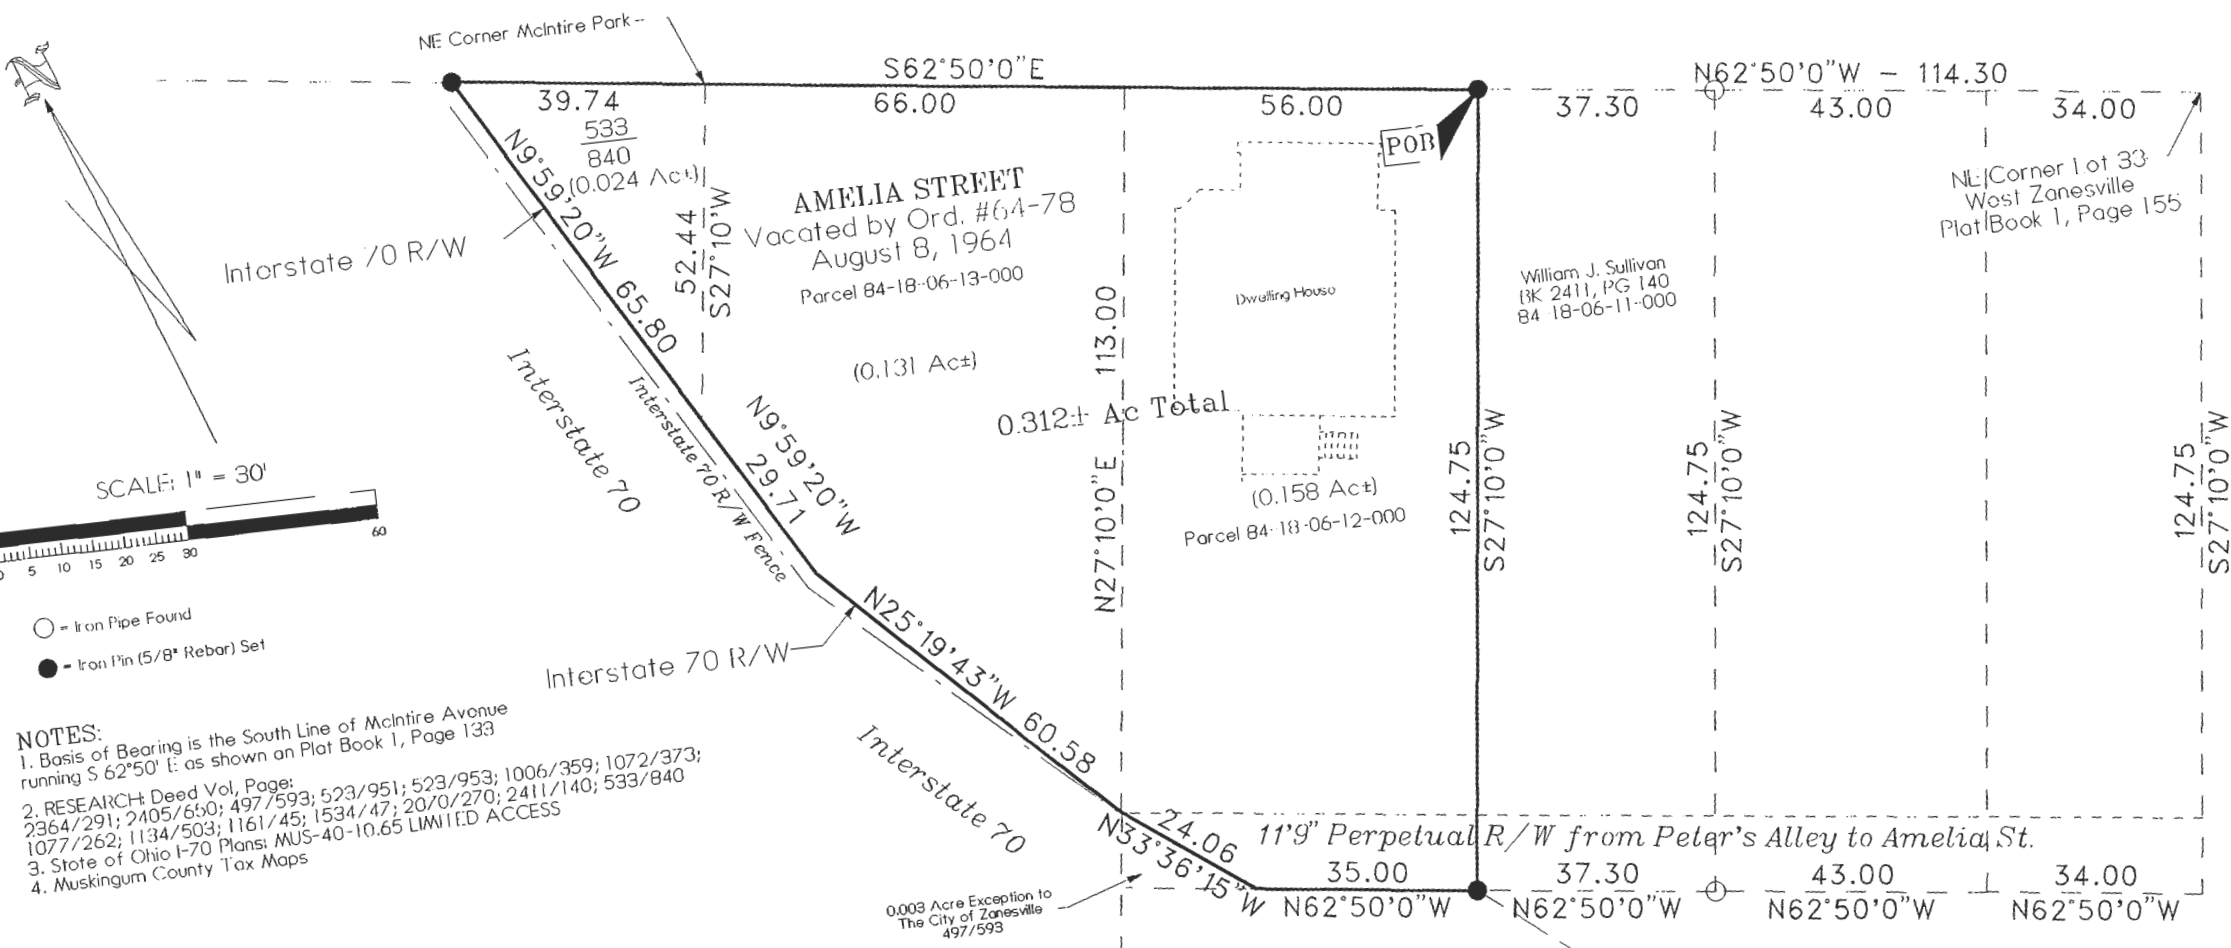 NE Corner McIntire Park
N
S62°50'0"E
N62°50'0"W - 114.30
39.74
66.00
56.00
37.30
43.00
34.00
533
840
(0.024 Ac±)
POB
N9°59'20"W 65.80
52.44
S27°10'W
AMELIA STREET
Vacated by Ord. #64-78
August 8, 1964
Parcel 84-18-06-13-000
(0.131 Ac±)
NE Corner Lot 33
West Zanesville
Plat Book 1, Page 155
Interstate 70 R/W
Dwelling House
William J. Sullivan
BK 2411, PG 140
84-18-06-11-000
113.00
N27°10'0"E
0.312± Ac Total
Interstate 70
Interstate 70 R/W Fence
N9°59'20"W
29.71
(0.158 Ac±)
Parcel 84-18-06-12-000
124.75
S27°10'0"W
124.75
S27°10'0"W
124.75
S27°10'0"W
SCALE: 1" = 30'
0 5 10 15 20 25 30 60
= Iron Pipe Found
= Iron Pin (5/8" Rebar) Set
N25°19'43"W 60.58
Interstate 70 R/W
Interstate 70
NOTES:
1. Basis of Bearing is the South Line of McIntire Avenue
running S 62°50' E as shown an Plat Book 1, Page 133
2. RESEARCH: Deed Vol, Page:
2364/291; 2405/650; 497/593; 523/951; 523/953; 1006/359; 1072/373;
1077/262; 1134/503; 1161/45; 1534/47; 2070/270; 2411/140; 533/840
3. State of Ohio I-70 Plans: MUS-40-10.65 LIMITED ACCESS
4. Muskingum County Tax Maps
24.06
N33°36'15"W
11'9" Perpetual R/W from Peter's Alley to Amelia St.
35.00
37.30
43.00
34.00
N62°50'0"W
N62°50'0"W
N62°50'0"W
N62°50'0"W
0.003 Acre Exception to
The City of Zanesville
497/593